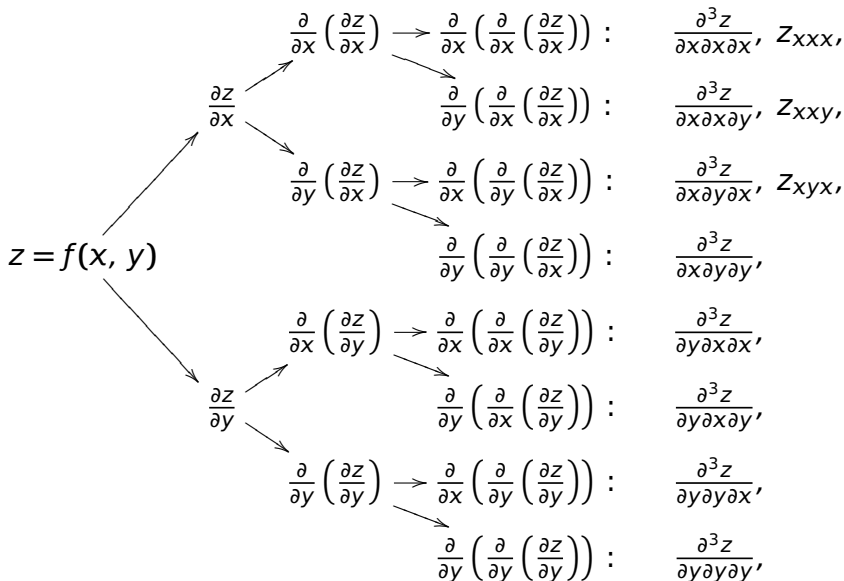 ∂/∂x (∂z/∂x) → ∂/∂x (∂/∂x (∂z/∂x)) : ∂³z/∂x∂x∂x, z_xxx,
∂z/∂x ∂/∂y (∂/∂x (∂z/∂x)) : ∂³z/∂x∂x∂y, z_xxy,
∂/∂y (∂z/∂x) → ∂/∂x (∂/∂y (∂z/∂x)) : ∂³z/∂x∂y∂x, z_xyx,
z = f(x, y) ∂/∂y (∂/∂y (∂z/∂x)) : ∂³z/∂x∂y∂y,
∂/∂x (∂z/∂y) → ∂/∂x (∂/∂x (∂z/∂y)) : ∂³z/∂y∂x∂x,
∂z/∂y ∂/∂y (∂/∂x (∂z/∂y)) : ∂³z/∂y∂x∂y,
∂/∂y (∂z/∂y) → ∂/∂x (∂/∂y (∂z/∂y)) : ∂³z/∂y∂y∂x,
∂/∂y (∂/∂y (∂z/∂y)) : ∂³z/∂y∂y∂y,